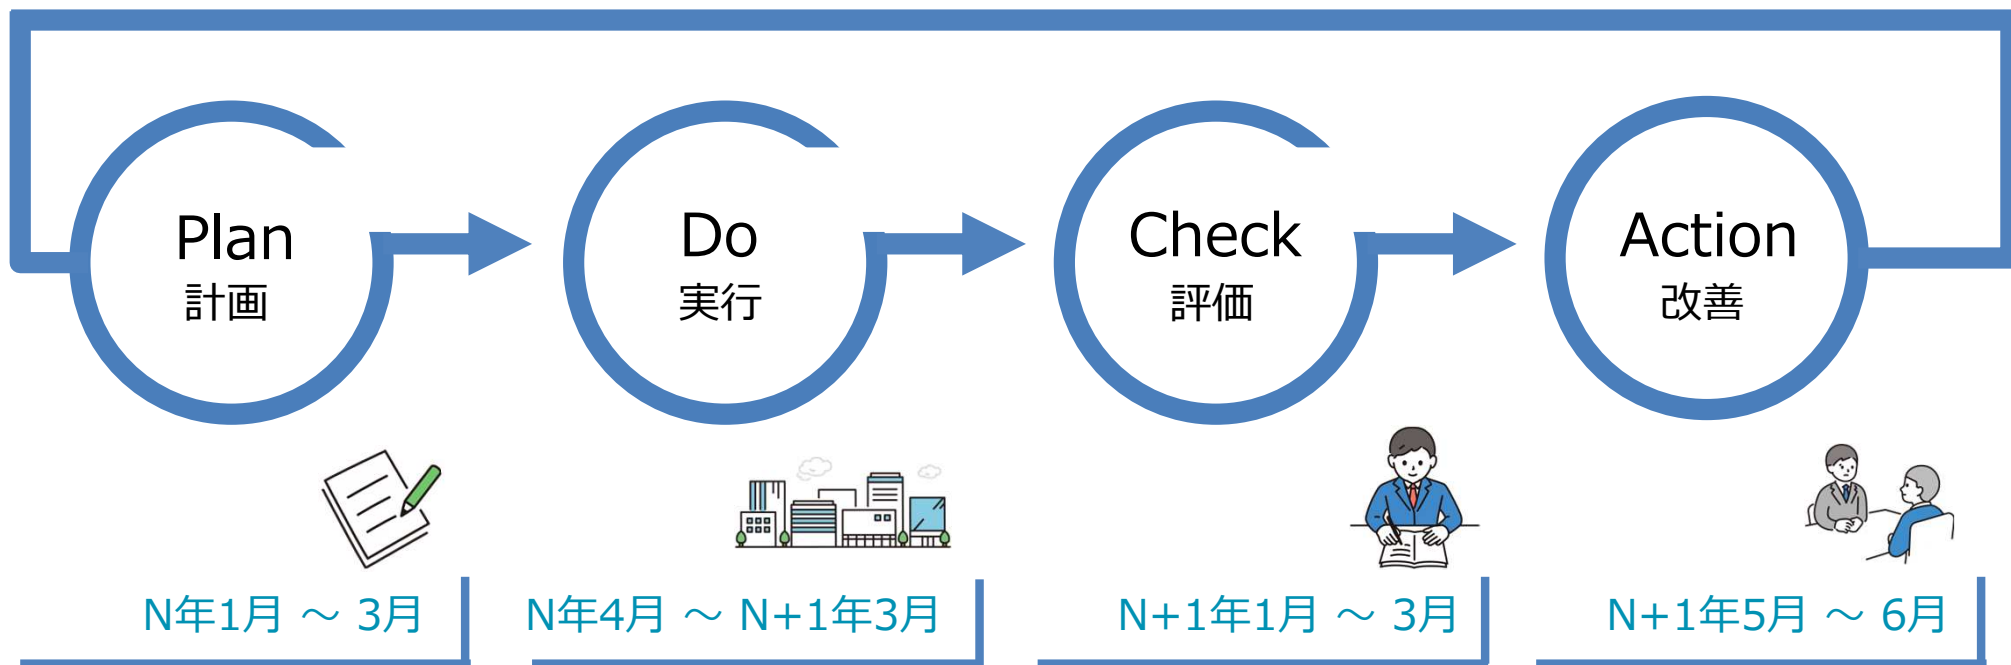 Plan
計画
Do
実行
Check
評価
Action
改善
N年1月 ～ 3月
N年4月 ～ N+1年3月
N+1年1月 ～ 3月
N+1年5月 ～ 6月